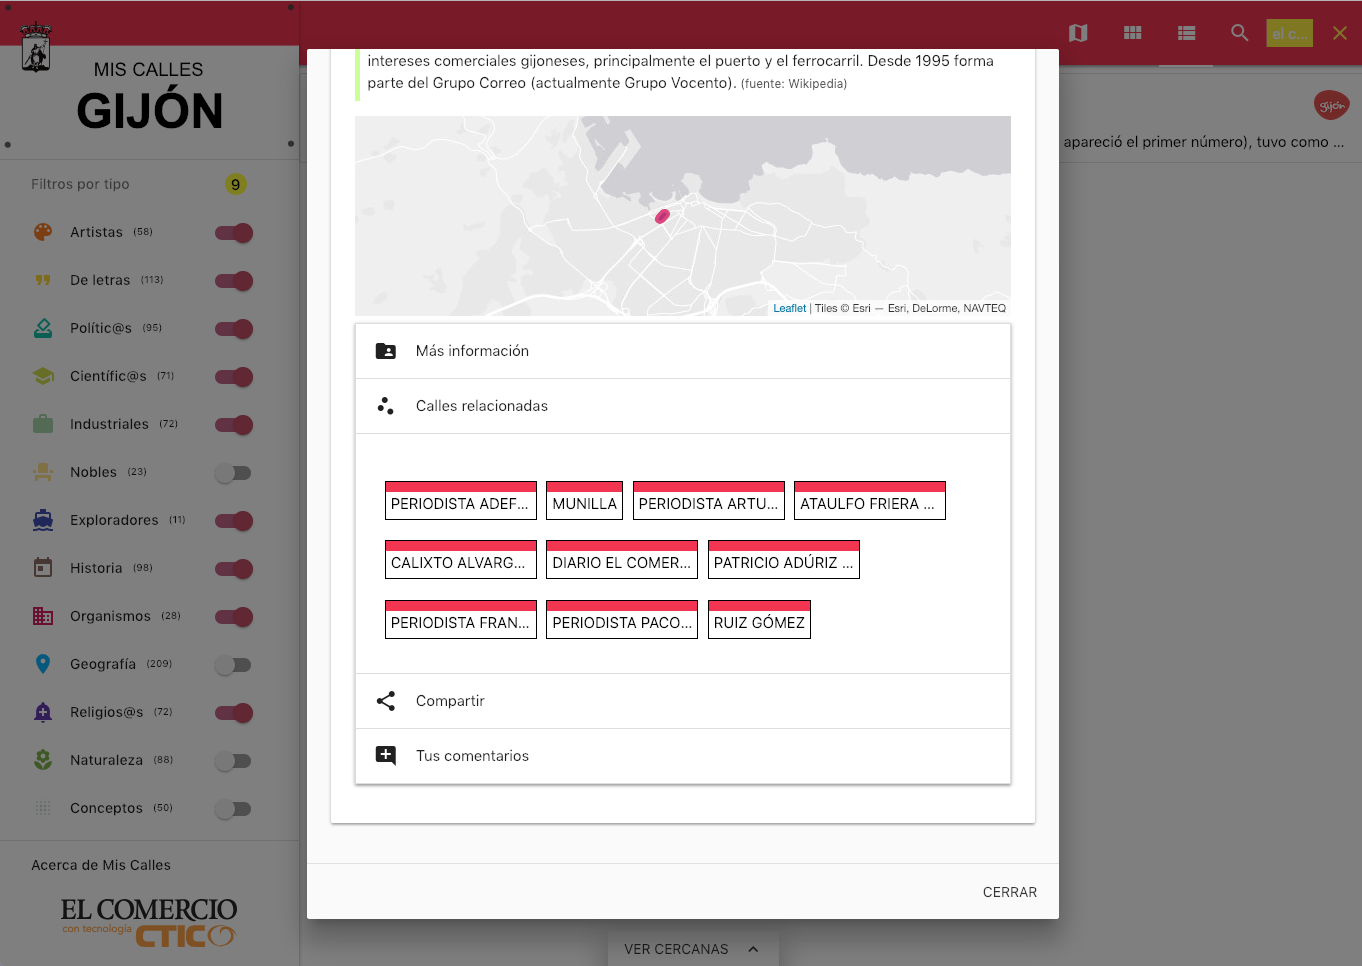 MIS CALLES
GIJÓN
el c...
gijón
apareció el primer número), tuvo como ...
Filtros por tipo 9
Artistas (58)
De letras (113)
Polític@s (95)
Científic@s (71)
Industriales (72)
Nobles (23)
Exploradores (11)
Historia (98)
Organismos (28)
Geografía (209)
Religios@s (72)
Naturaleza (88)
Conceptos (50)
Acerca de Mis Calles
EL COMERCIO
con tecnología CTIC
intereses comerciales gijoneses, principalmente el puerto y el ferrocarril. Desde 1995 forma
parte del Grupo Correo (actualmente Grupo Vocento). (fuente: Wikipedia)
Leaflet | Tiles © Esri — Esri, DeLorme, NAVTEQ
Más información
Calles relacionadas
PERIODISTA ADEF... MUNILLA PERIODISTA ARTU... ATAULFO FRIERA ...
CALIXTO ALVARG... DIARIO EL COMER... PATRICIO ADÚRIZ ...
PERIODISTA FRAN... PERIODISTA PACO... RUIZ GÓMEZ
Compartir
Tus comentarios
CERRAR
VER CERCANAS